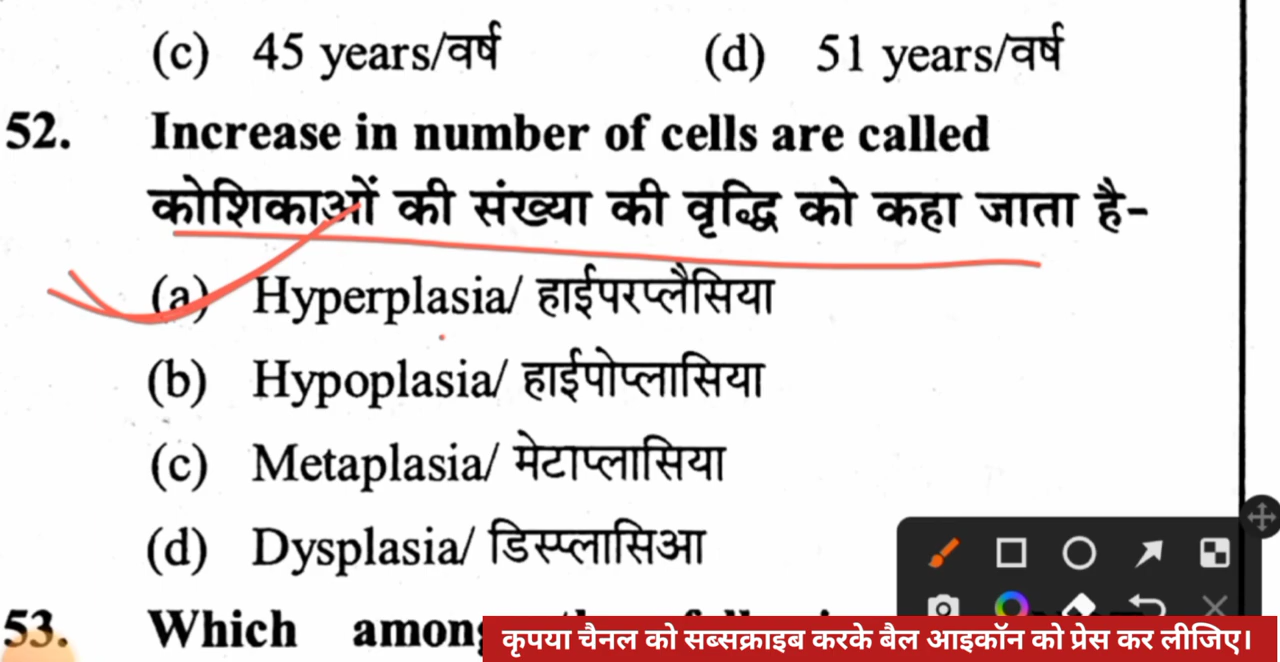 (c) 45 years/वर्ष (d) 51 years/वर्ष
52. Increase in number of cells are called
कोशिकाओं की संख्या की वृद्धि को कहा जाता है-
(a) Hyperplasia/ हाईपरप्लैसिया
(b) Hypoplasia/ हाईपोप्लासिया
(c) Metaplasia/ मेटाप्लासिया
(d) Dysplasia/ डिस्प्लासिआ
53. Which among
कृपया चैनल को सब्सक्राइब करके बैल आइकॉन को प्रेस कर लीजिए।